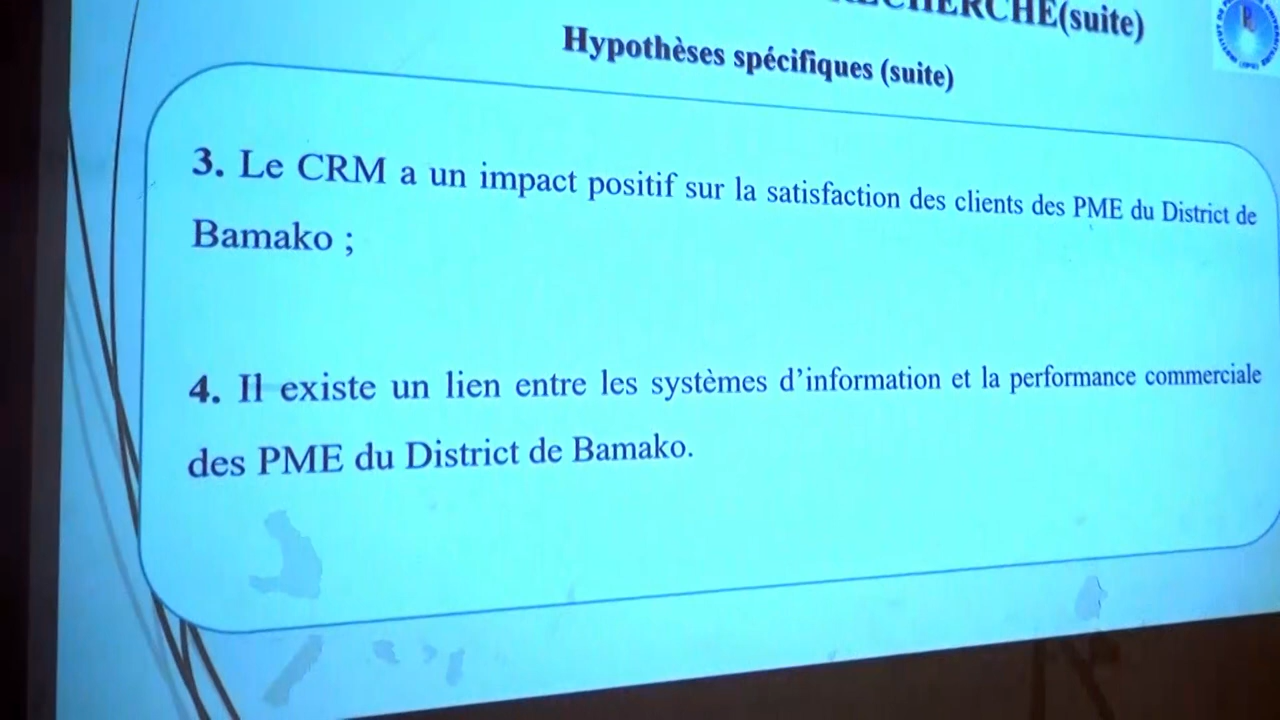 RECHERCHE(suite)
Hypothèses spécifiques (suite)
3. Le CRM a un impact positif sur la satisfaction des clients des PME du District de
Bamako ;
4. Il existe un lien entre les systèmes d’information et la performance commerciale
des PME du District de Bamako.